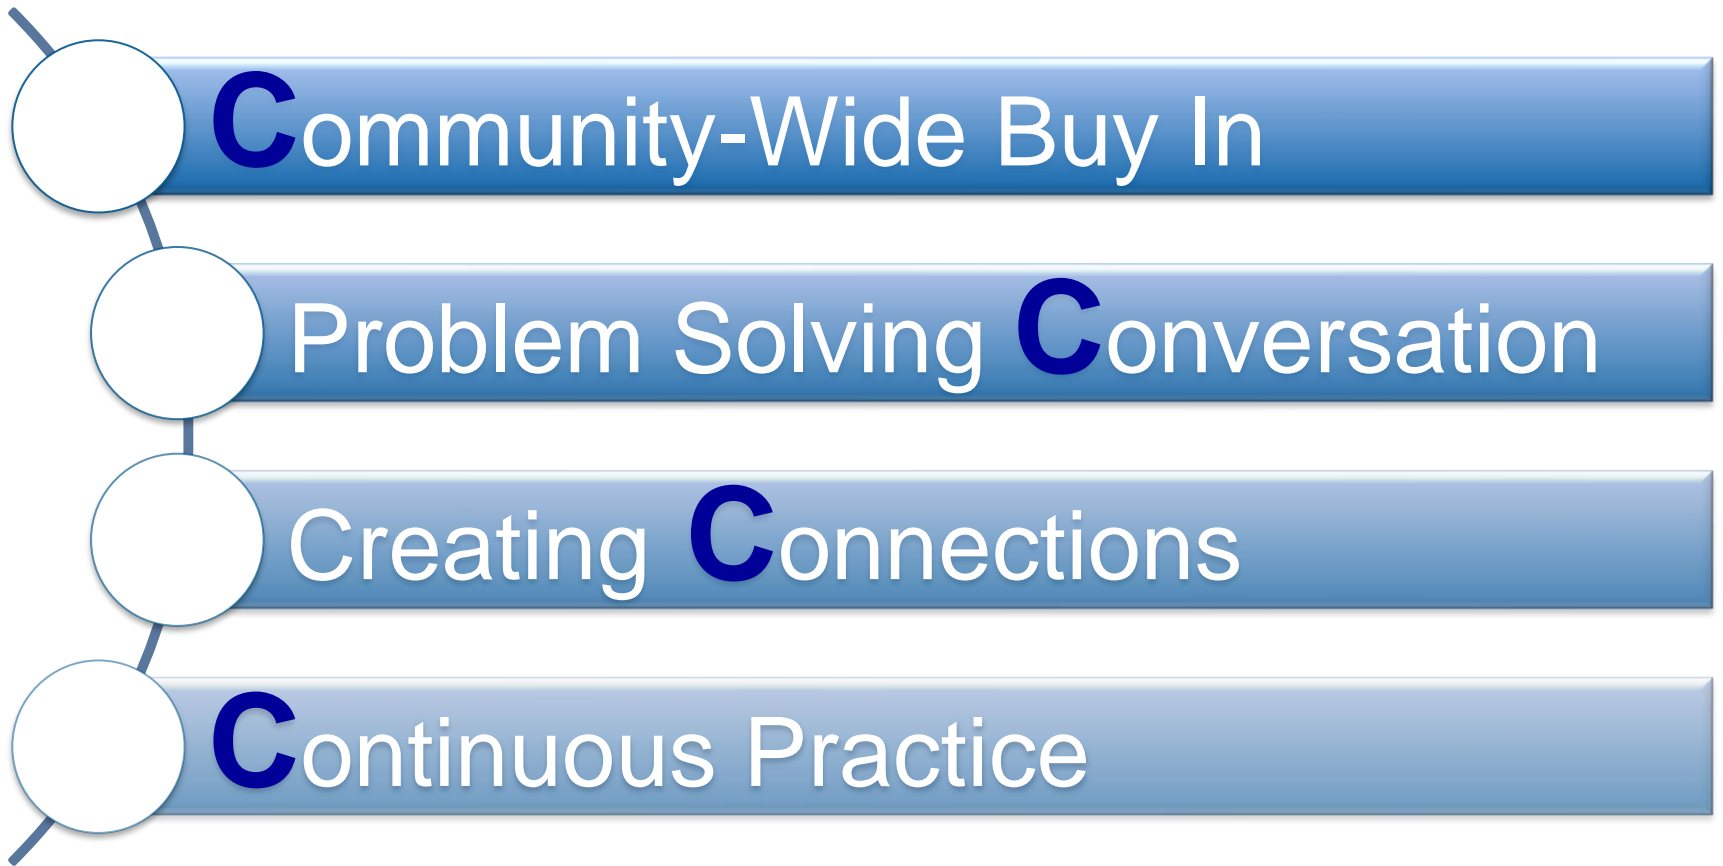 Community-Wide Buy In
Problem Solving Conversation
Creating Connections
Continuous Practice